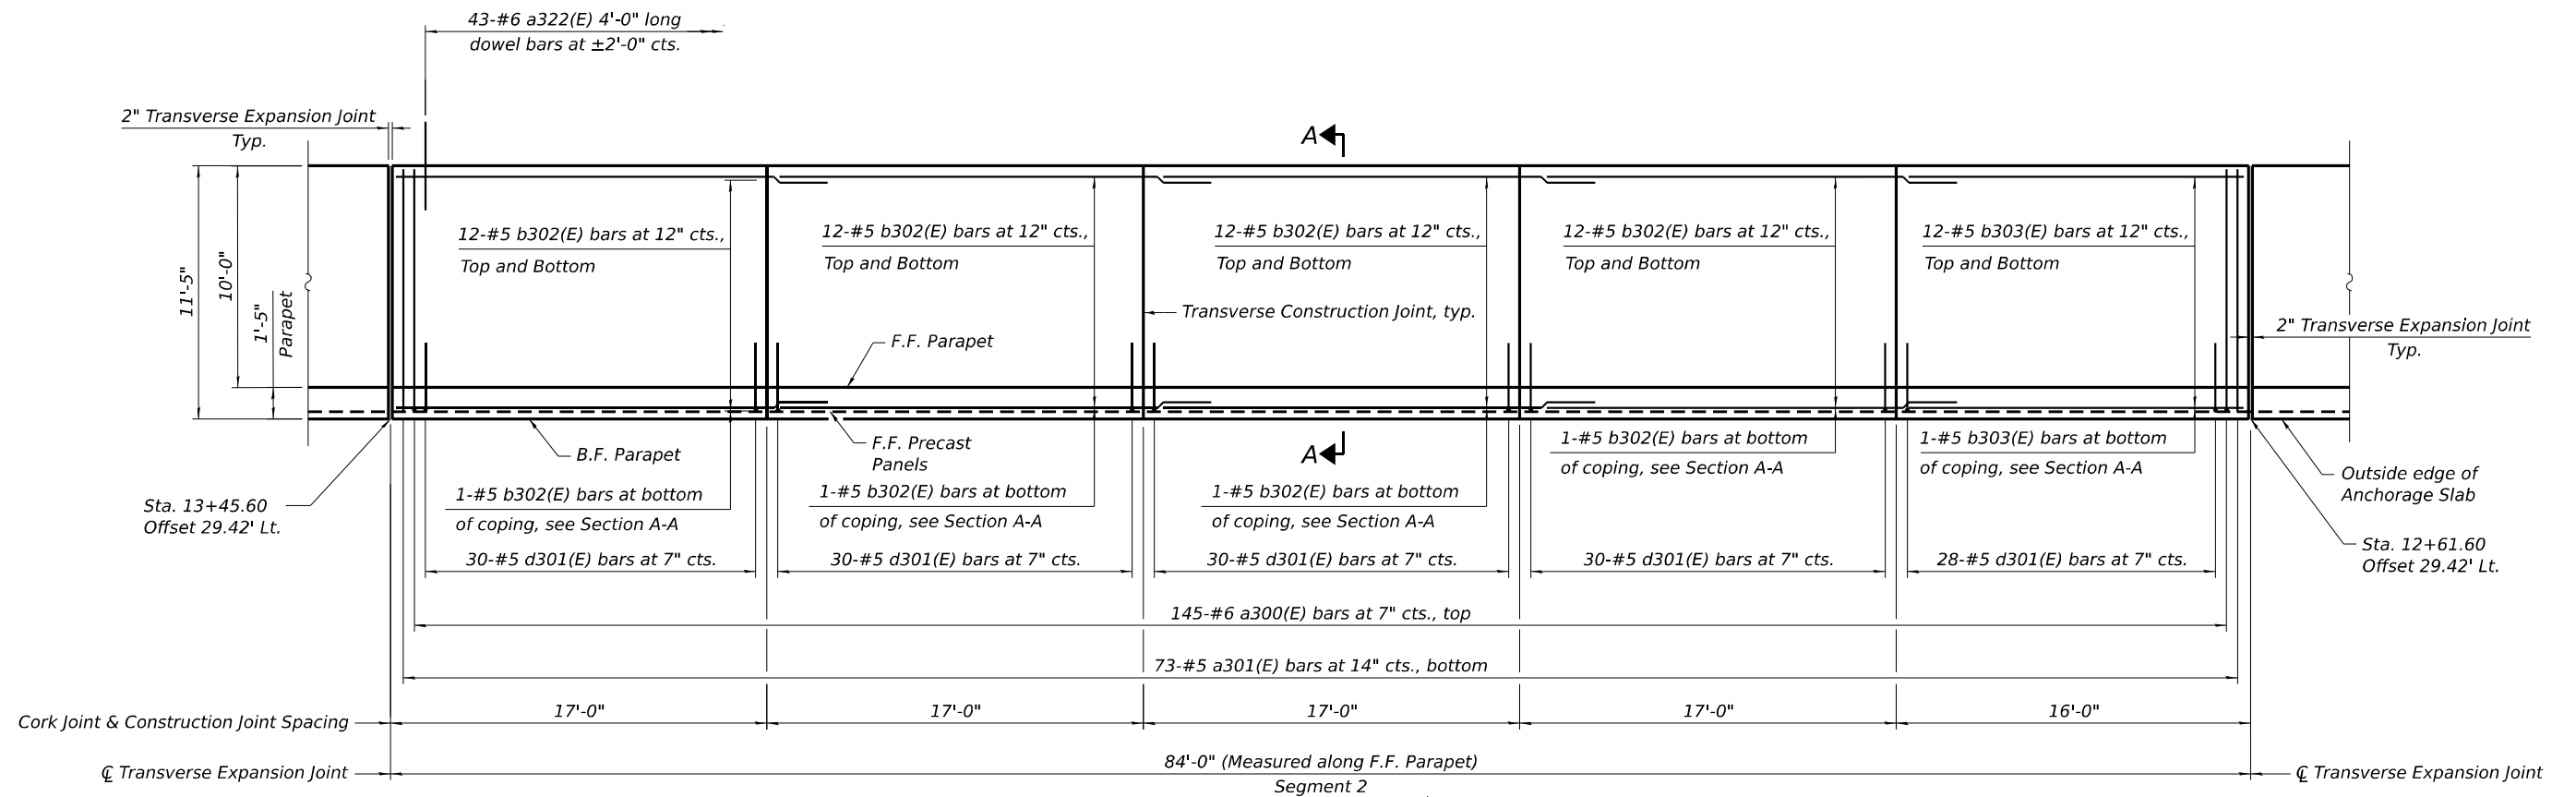 43-#6 a322(E) 4'-0" long
dowel bars at ±2'-0" cts.
2" Transverse Expansion Joint
Typ.
A
11'-5"
10'-0"
1'-5"
Parapet
12-#5 b302(E) bars at 12" cts.,
Top and Bottom
12-#5 b302(E) bars at 12" cts.,
Top and Bottom
12-#5 b302(E) bars at 12" cts.,
Top and Bottom
12-#5 b302(E) bars at 12" cts.,
Top and Bottom
12-#5 b303(E) bars at 12" cts.,
Top and Bottom
Transverse Construction Joint, typ.
F.F. Parapet
2" Transverse Expansion Joint
Typ.
B.F. Parapet
F.F. Precast
Panels
A
1-#5 b302(E) bars at bottom
of coping, see Section A-A
1-#5 b302(E) bars at bottom
of coping, see Section A-A
1-#5 b302(E) bars at bottom
of coping, see Section A-A
1-#5 b302(E) bars at bottom
of coping, see Section A-A
1-#5 b303(E) bars at bottom
of coping, see Section A-A
Outside edge of
Anchorage Slab
Sta. 13+45.60
Offset 29.42' Lt.
Sta. 12+61.60
Offset 29.42' Lt.
30-#5 d301(E) bars at 7" cts.
30-#5 d301(E) bars at 7" cts.
30-#5 d301(E) bars at 7" cts.
30-#5 d301(E) bars at 7" cts.
28-#5 d301(E) bars at 7" cts.
145-#6 a300(E) bars at 7" cts., top
73-#5 a301(E) bars at 14" cts., bottom
Cork Joint & Construction Joint Spacing
17'-0"
17'-0"
17'-0"
17'-0"
16'-0"
℄ Transverse Expansion Joint
84'-0" (Measured along F.F. Parapet)
Segment 2
℄ Transverse Expansion Joint